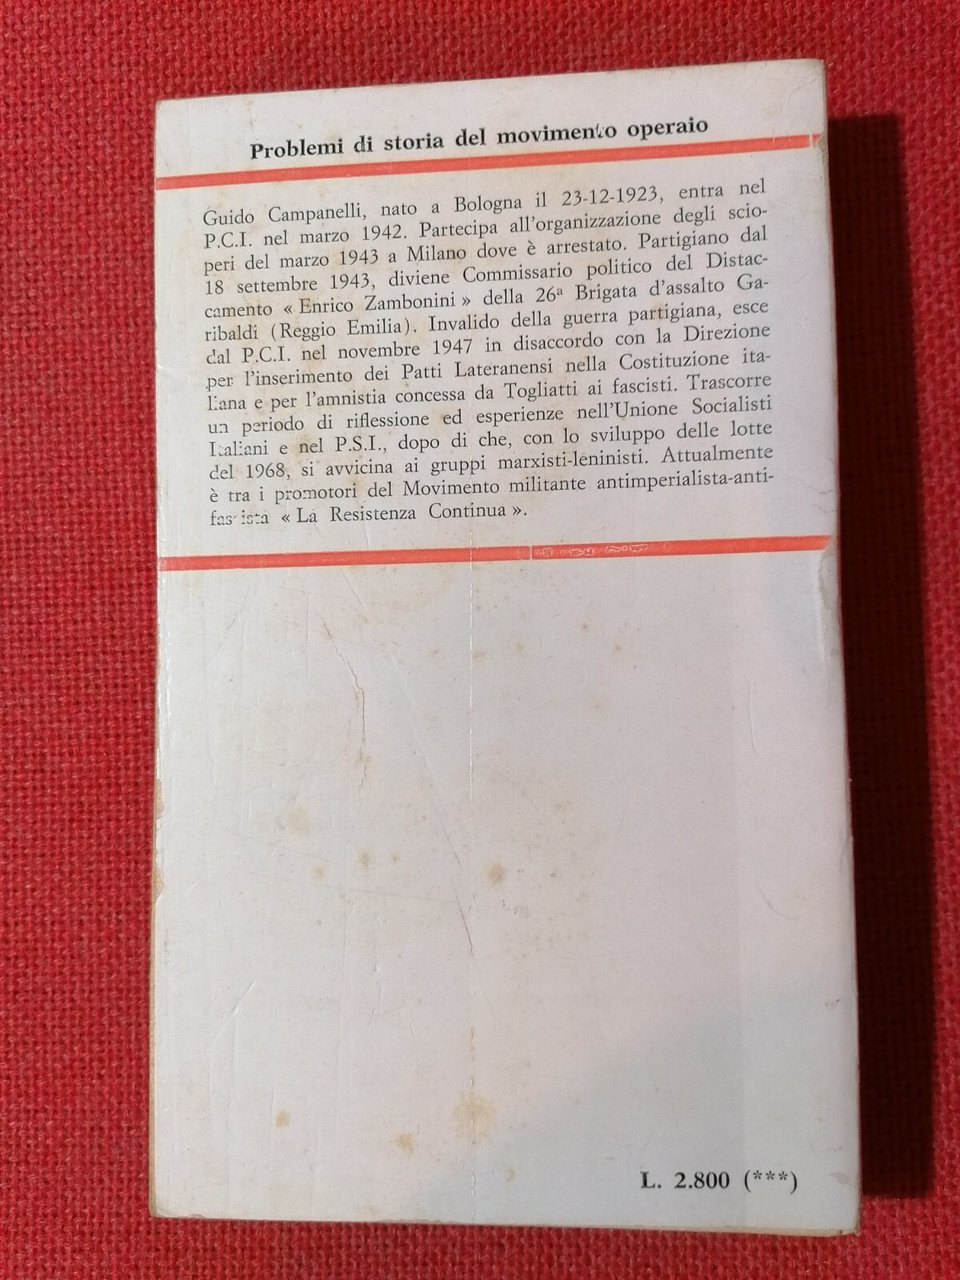 Problemi di storia del movimento operaio
Guido Campanelli, nato a Bologna il 23-12-1923, entra nel
P.C.I. nel marzo 1942. Partecipa all'organizzazione degli scio-
peri del marzo 1943 a Milano dove è arrestato. Partigiano dal
18 settembre 1943, diviene Commissario politico del Distac-
camento « Enrico Zambonini » della 26ª Brigata d'assalto Ga-
ribaldi (Reggio Emilia). Invalido della guerra partigiana, esce
dal P.C.I. nel novembre 1947 in disaccordo con la Direzione
per l'inserimento dei Patti Lateranensi nella Costituzione ita-
liana e per l'amnistia concessa da Togliatti ai fascisti. Trascorre
un periodo di riflessione ed esperienze nell'Unione Socialisti
Italiani e nel P.S.I., dopo di che, con lo sviluppo delle lotte
del 1968, si avvicina ai gruppi marxisti-leninisti. Attualmente
è tra i promotori del Movimento militante antimperialista-anti-
fascista « La Resistenza Continua ».
L. 2.800 (***)